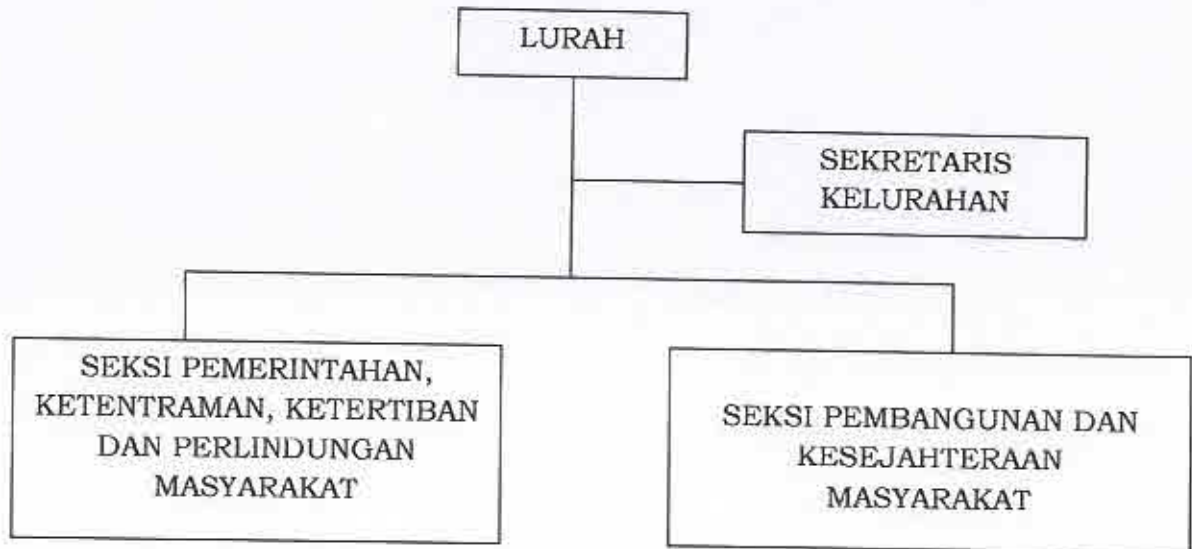 LURAH
SEKRETARIS
KELURAHAN
SEKSI PEMERINTAHAN,
KETENTRAMAN, KETERTIBAN
DAN PERLINDUNGAN
MASYARAKAT
SEKSI PEMBANGUNAN DAN
KESEJAHTERAAN
MASYARAKAT